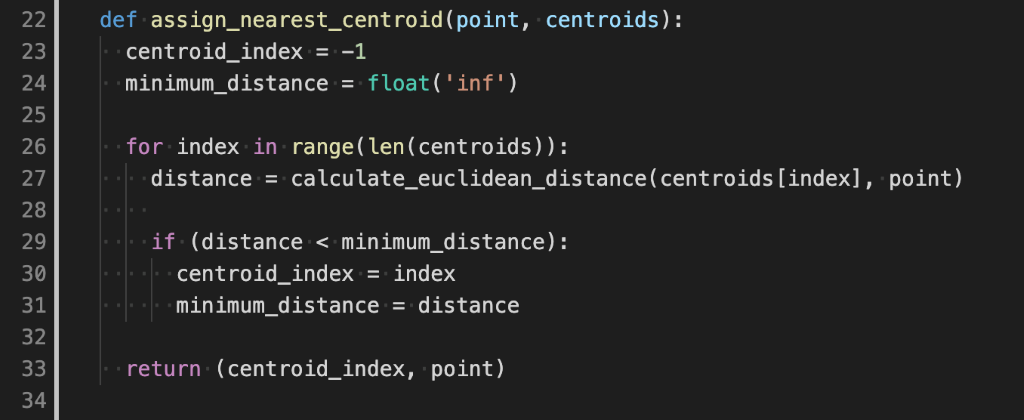 22 def assign_nearest_centroid(point, centroids):
23   centroid_index = -1
24   minimum_distance = float('inf')
25
26   for index in range(len(centroids)):
27     distance = calculate_euclidean_distance(centroids[index], point)
28
29     if (distance < minimum_distance):
30       centroid_index = index
31       minimum_distance = distance
32
33   return (centroid_index, point)
34